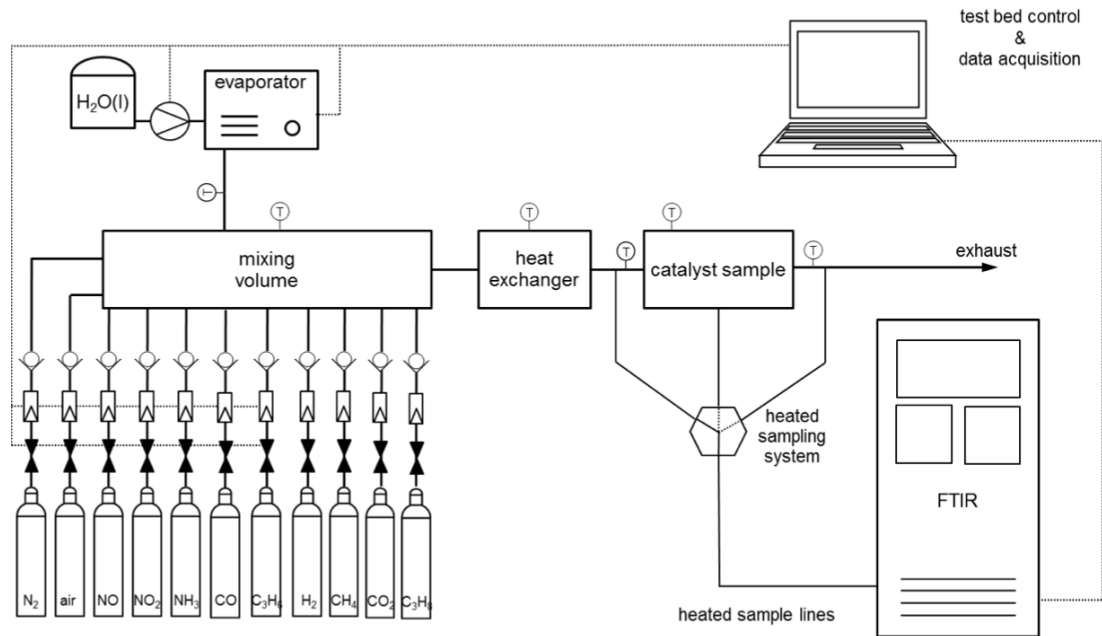 test bed control
&
data acquisition
evaporator
H₂O(l)
T
T
T
T
T
T
mixing
volume
heat
exchanger
catalyst sample
exhaust
heated
sampling
system
FTIR
N₂
air
NO
NO₂
NH₃
CO
C₃H₆
H₂
CH₄
CO₂
C₃H₈
heated sample lines